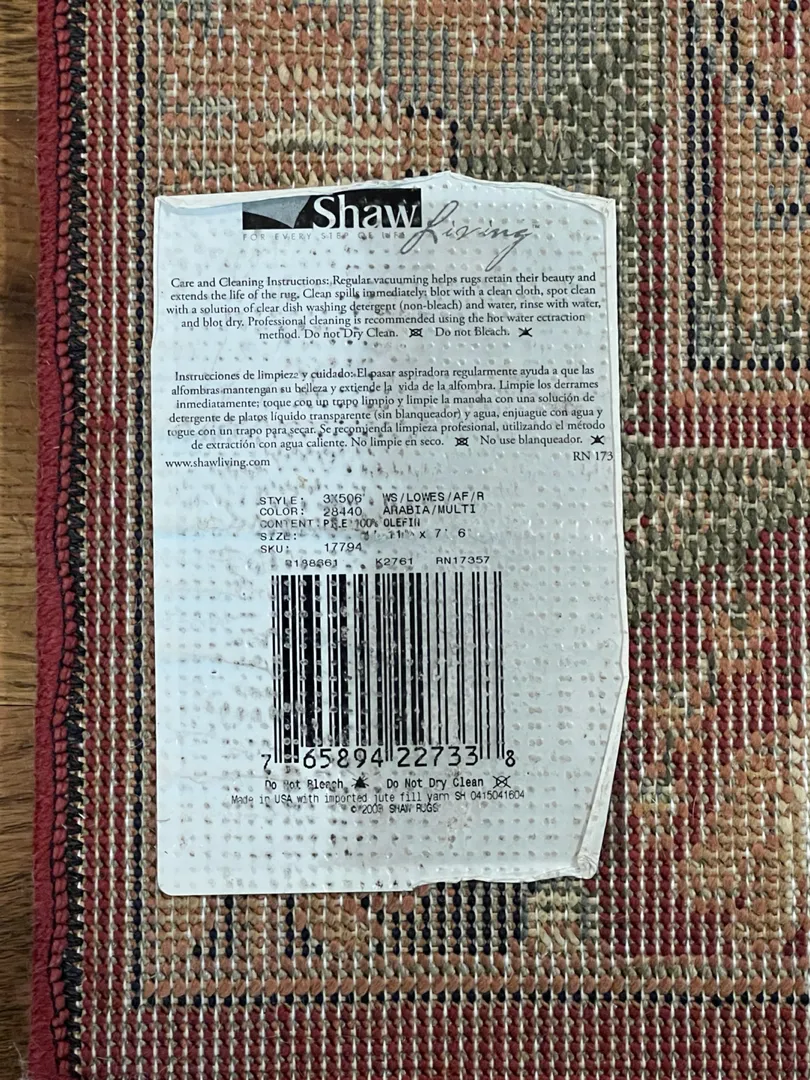 Shaw Living
FOR EVERY STEP OF LIFE
Care and Cleaning Instructions: Regular vacuuming helps rugs retain their beauty and
extends the life of the rug. Clean spills immediately; blot with a clean cloth, spot clean
with a solution of clear dish washing detergent (non-bleach) and water, rinse with water,
and blot dry. Professional cleaning is recommended using the hot water ectraction
method. Do not Dry Clean. Do not Bleach.
Instrucciones de limpieza y cuidado: El pasar aspiradora regularmente ayuda a que las
alfombras mantengan su belleza y extiende la vida de la alfombra. Limpie los derrames
inmediatamente; toque con un trapo limpio y limpie la mancha con una solución de
detergente de platos líquido transparente (sin blanqueador) y agua, enjuague con agua y
togue con un trapo para secar. Se recomienda limpieza profesional, utilizando el método
de extracción con agua caliente. No limpie en seco. No use blanqueador.
www.shawliving.com RN 173
STYLE: 3X506 WS/LOWES/AF/R
COLOR: 28440 ARABIA/MULTI
CONTENT: PILE 100% OLEFIN
SIZE: 11" x 7' 6
SKU: 17794
K2761 RN17357
7 65894 22733 8
Do Not Bleach Do Not Dry Clean
Made in USA with imported jute fill yarn SH 0415041604
© 2003 SHAW RUGS